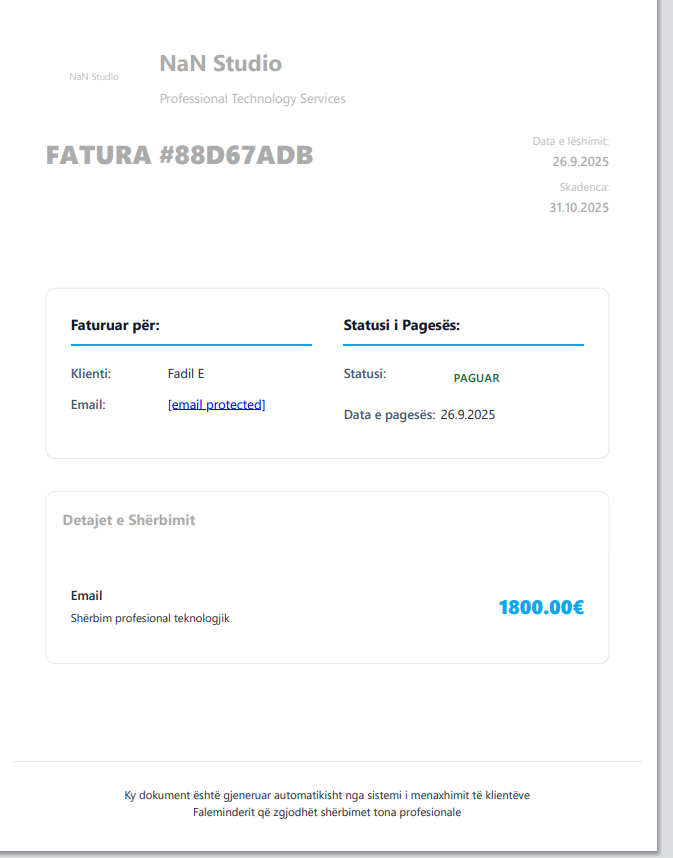 NaN Studio
NaN Studio
Professional Technology Services
FATURA #88D67ADB
Data e lëshimit:
26.9.2025
Skadenca:
31.10.2025
Faturuar për:
Klienti: Fadil E
Email: [email protected]
Statusi i Pagesës:
Statusi: PAGUAR
Data e pagesës: 26.9.2025
Detajet e Shërbimit
Email
Shërbim profesional teknologjik
1800.00€
Ky dokument është gjeneruar automatikisht nga sistemi i menaxhimit të klientëve
Faleminderit që zgjodhët shërbimet tona profesionale